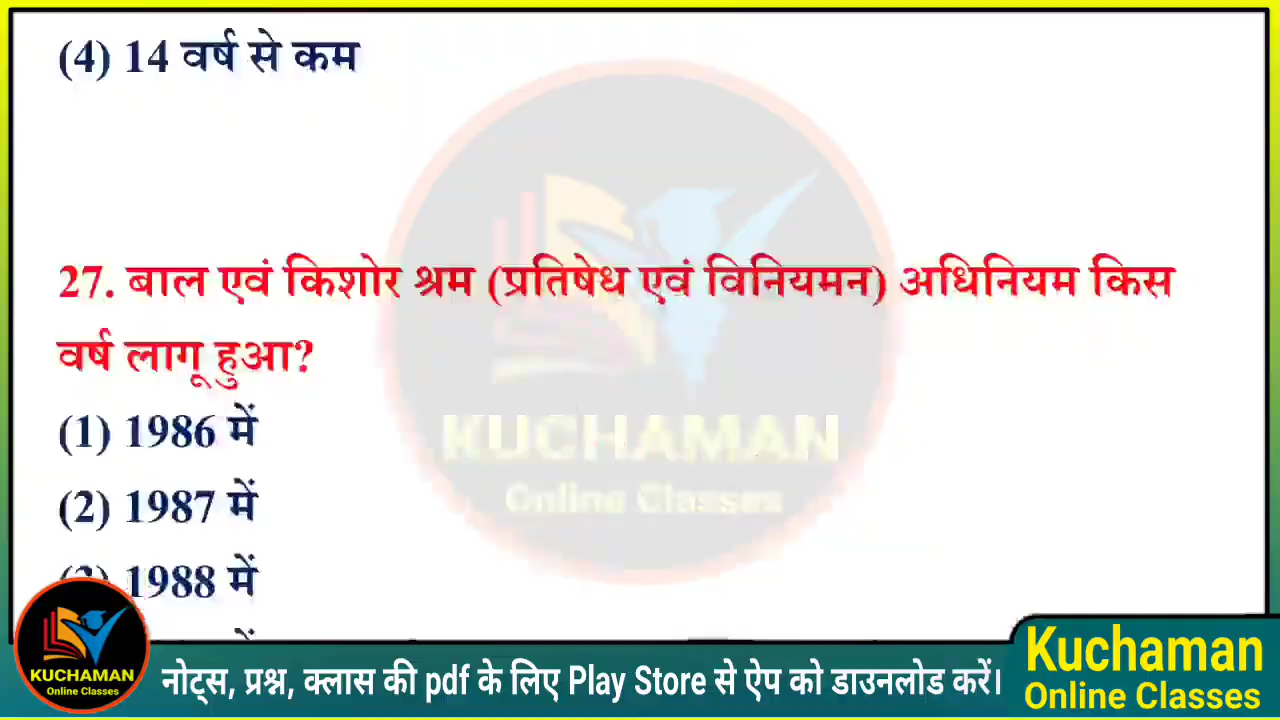 (4) 14 वर्ष से कम
27. बाल एवं किशोर श्रम (प्रतिषेध एवं विनियमन) अधिनियम किस
वर्ष लागू हुआ?
(1) 1986 में
(2) 1987 में
1988 में
में
KUCHAMAN
Online Classes
KUCHAMAN
Online Classes
नोट्स, प्रश्न, क्लास की pdf के लिए Play Store से ऐप को डाउनलोड करें।
Kuchaman
Online Classes